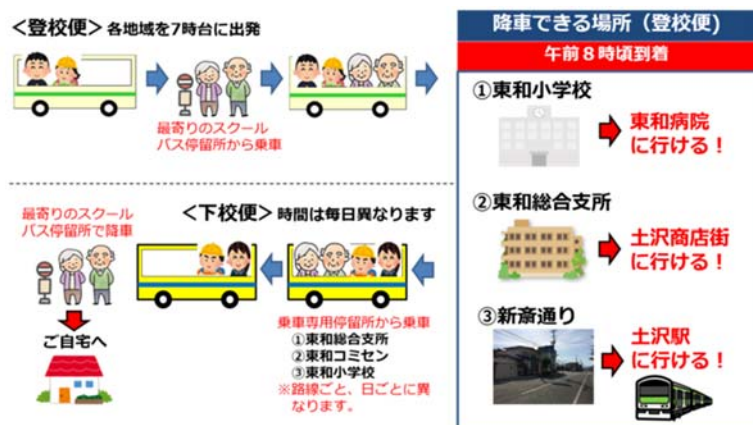 ＜登校便＞各地域を7時台に出発
最寄りのスクール
バス停留所から乗車
最寄りのスクール
バス停留所で降車
ご自宅へ
＜下校便＞時間は毎日異なります
乗車専用停留所から乗車
①東和総合支所
②東和コミセン
③東和小学校
※路線ごと、日ごとに異
なります。
降車できる場所（登校便)
午前８時頃到着
①東和小学校
東和病院
に行ける！
②東和総合支所
土沢商店街
に行ける！
③新斎通り
土沢駅
に行ける！